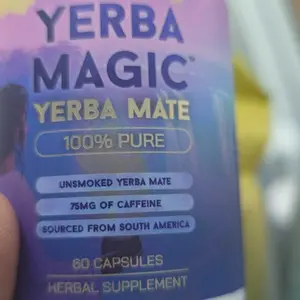 YERBA
MAGIC™
YERBA MATE
100% PURE
UNSMOKED YERBA MATE
75MG OF CAFFEINE
SOURCED FROM SOUTH AMERICA
60 CAPSULES
HERBAL SUPPLEMENT